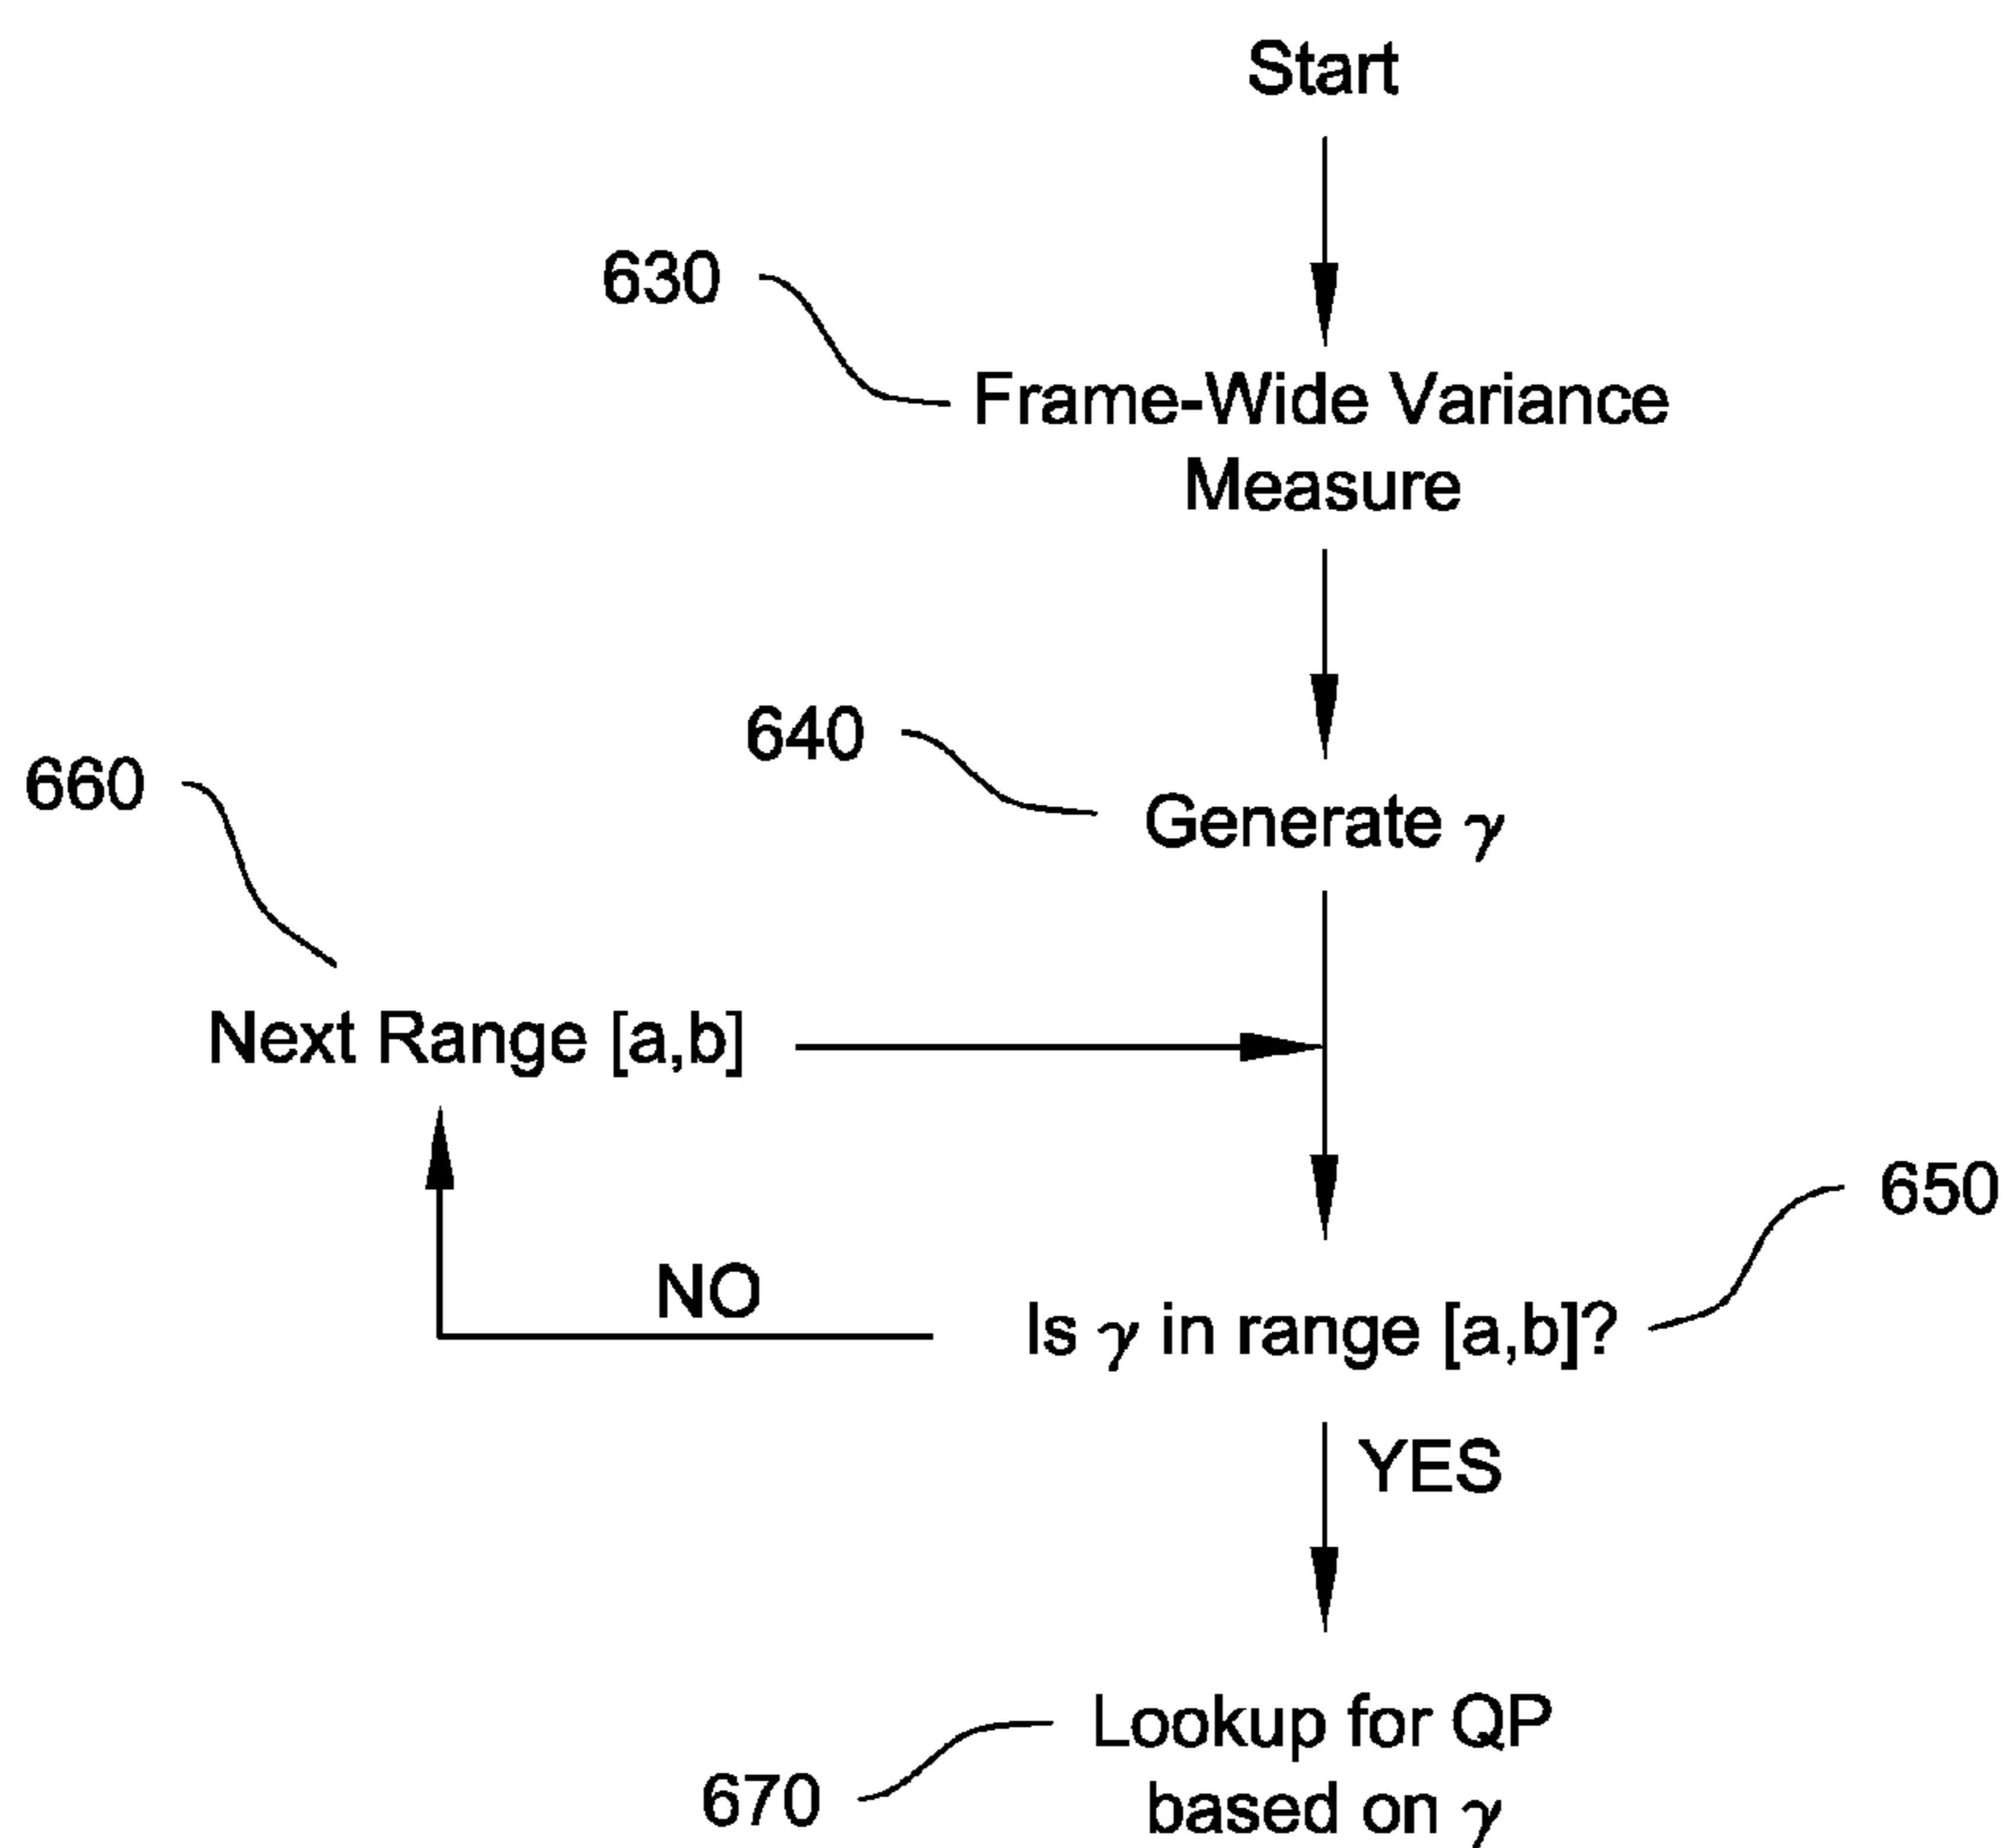 Start
630
Frame-Wide Variance
Measure
640
Generate γ
660
Next Range [a,b]
650
NO
Is γ in range [a,b]?
YES
Lookup for QP
670
based on γ